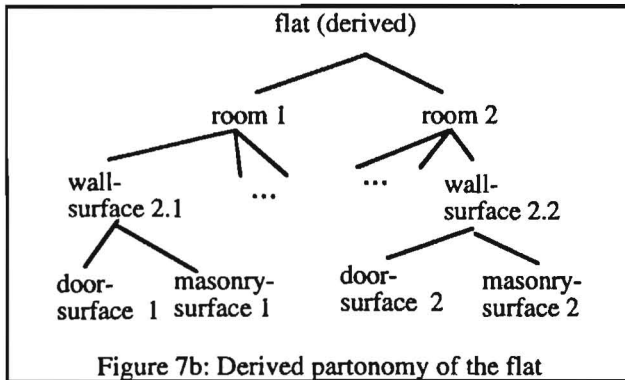 flat (derived)
room 1 room 2
wall-
surface 2.1
... ...
wall-
surface 2.2
door-
surface 1
masonry-
surface 1
door-
surface 2
masonry-
surface 2
Figure 7b: Derived partonomy of the flat